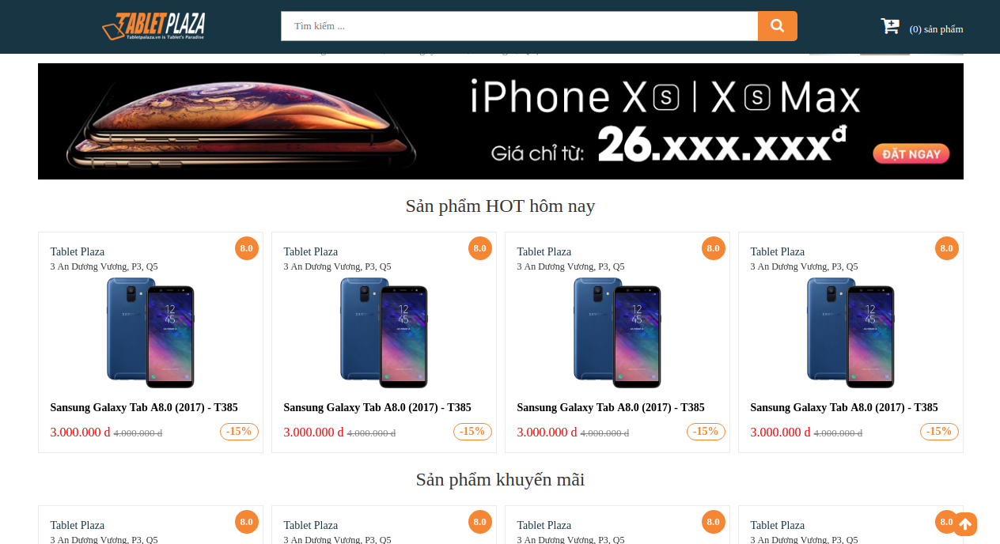 TABLET PLAZA
Tabletpalaza.vn is Tablet's Paradise
Tìm kiếm ...
(0) sản phẩm
iPhone XS | XS Max
Giá chỉ từ: 26.xxx.xxxđ
ĐẶT NGAY
Sản phẩm HOT hôm nay
Tablet Plaza 8.0
3 An Dương Vương, P3, Q5
Sansung Galaxy Tab A8.0 (2017) - T385
3.000.000 đ 4.000.000 đ -15%
Tablet Plaza 8.0
3 An Dương Vương, P3, Q5
Sansung Galaxy Tab A8.0 (2017) - T385
3.000.000 đ 4.000.000 đ -15%
Tablet Plaza 8.0
3 An Dương Vương, P3, Q5
Sansung Galaxy Tab A8.0 (2017) - T385
3.000.000 đ 4.000.000 đ -15%
Tablet Plaza 8.0
3 An Dương Vương, P3, Q5
Sansung Galaxy Tab A8.0 (2017) - T385
3.000.000 đ 4.000.000 đ -15%
Sản phẩm khuyến mãi
Tablet Plaza 8.0
3 An Dương Vương, P3, Q5
Tablet Plaza 8.0
3 An Dương Vương, P3, Q5
Tablet Plaza 8.0
3 An Dương Vương, P3, Q5
Tablet Plaza 8.0
3 An Dương Vương, P3, Q5